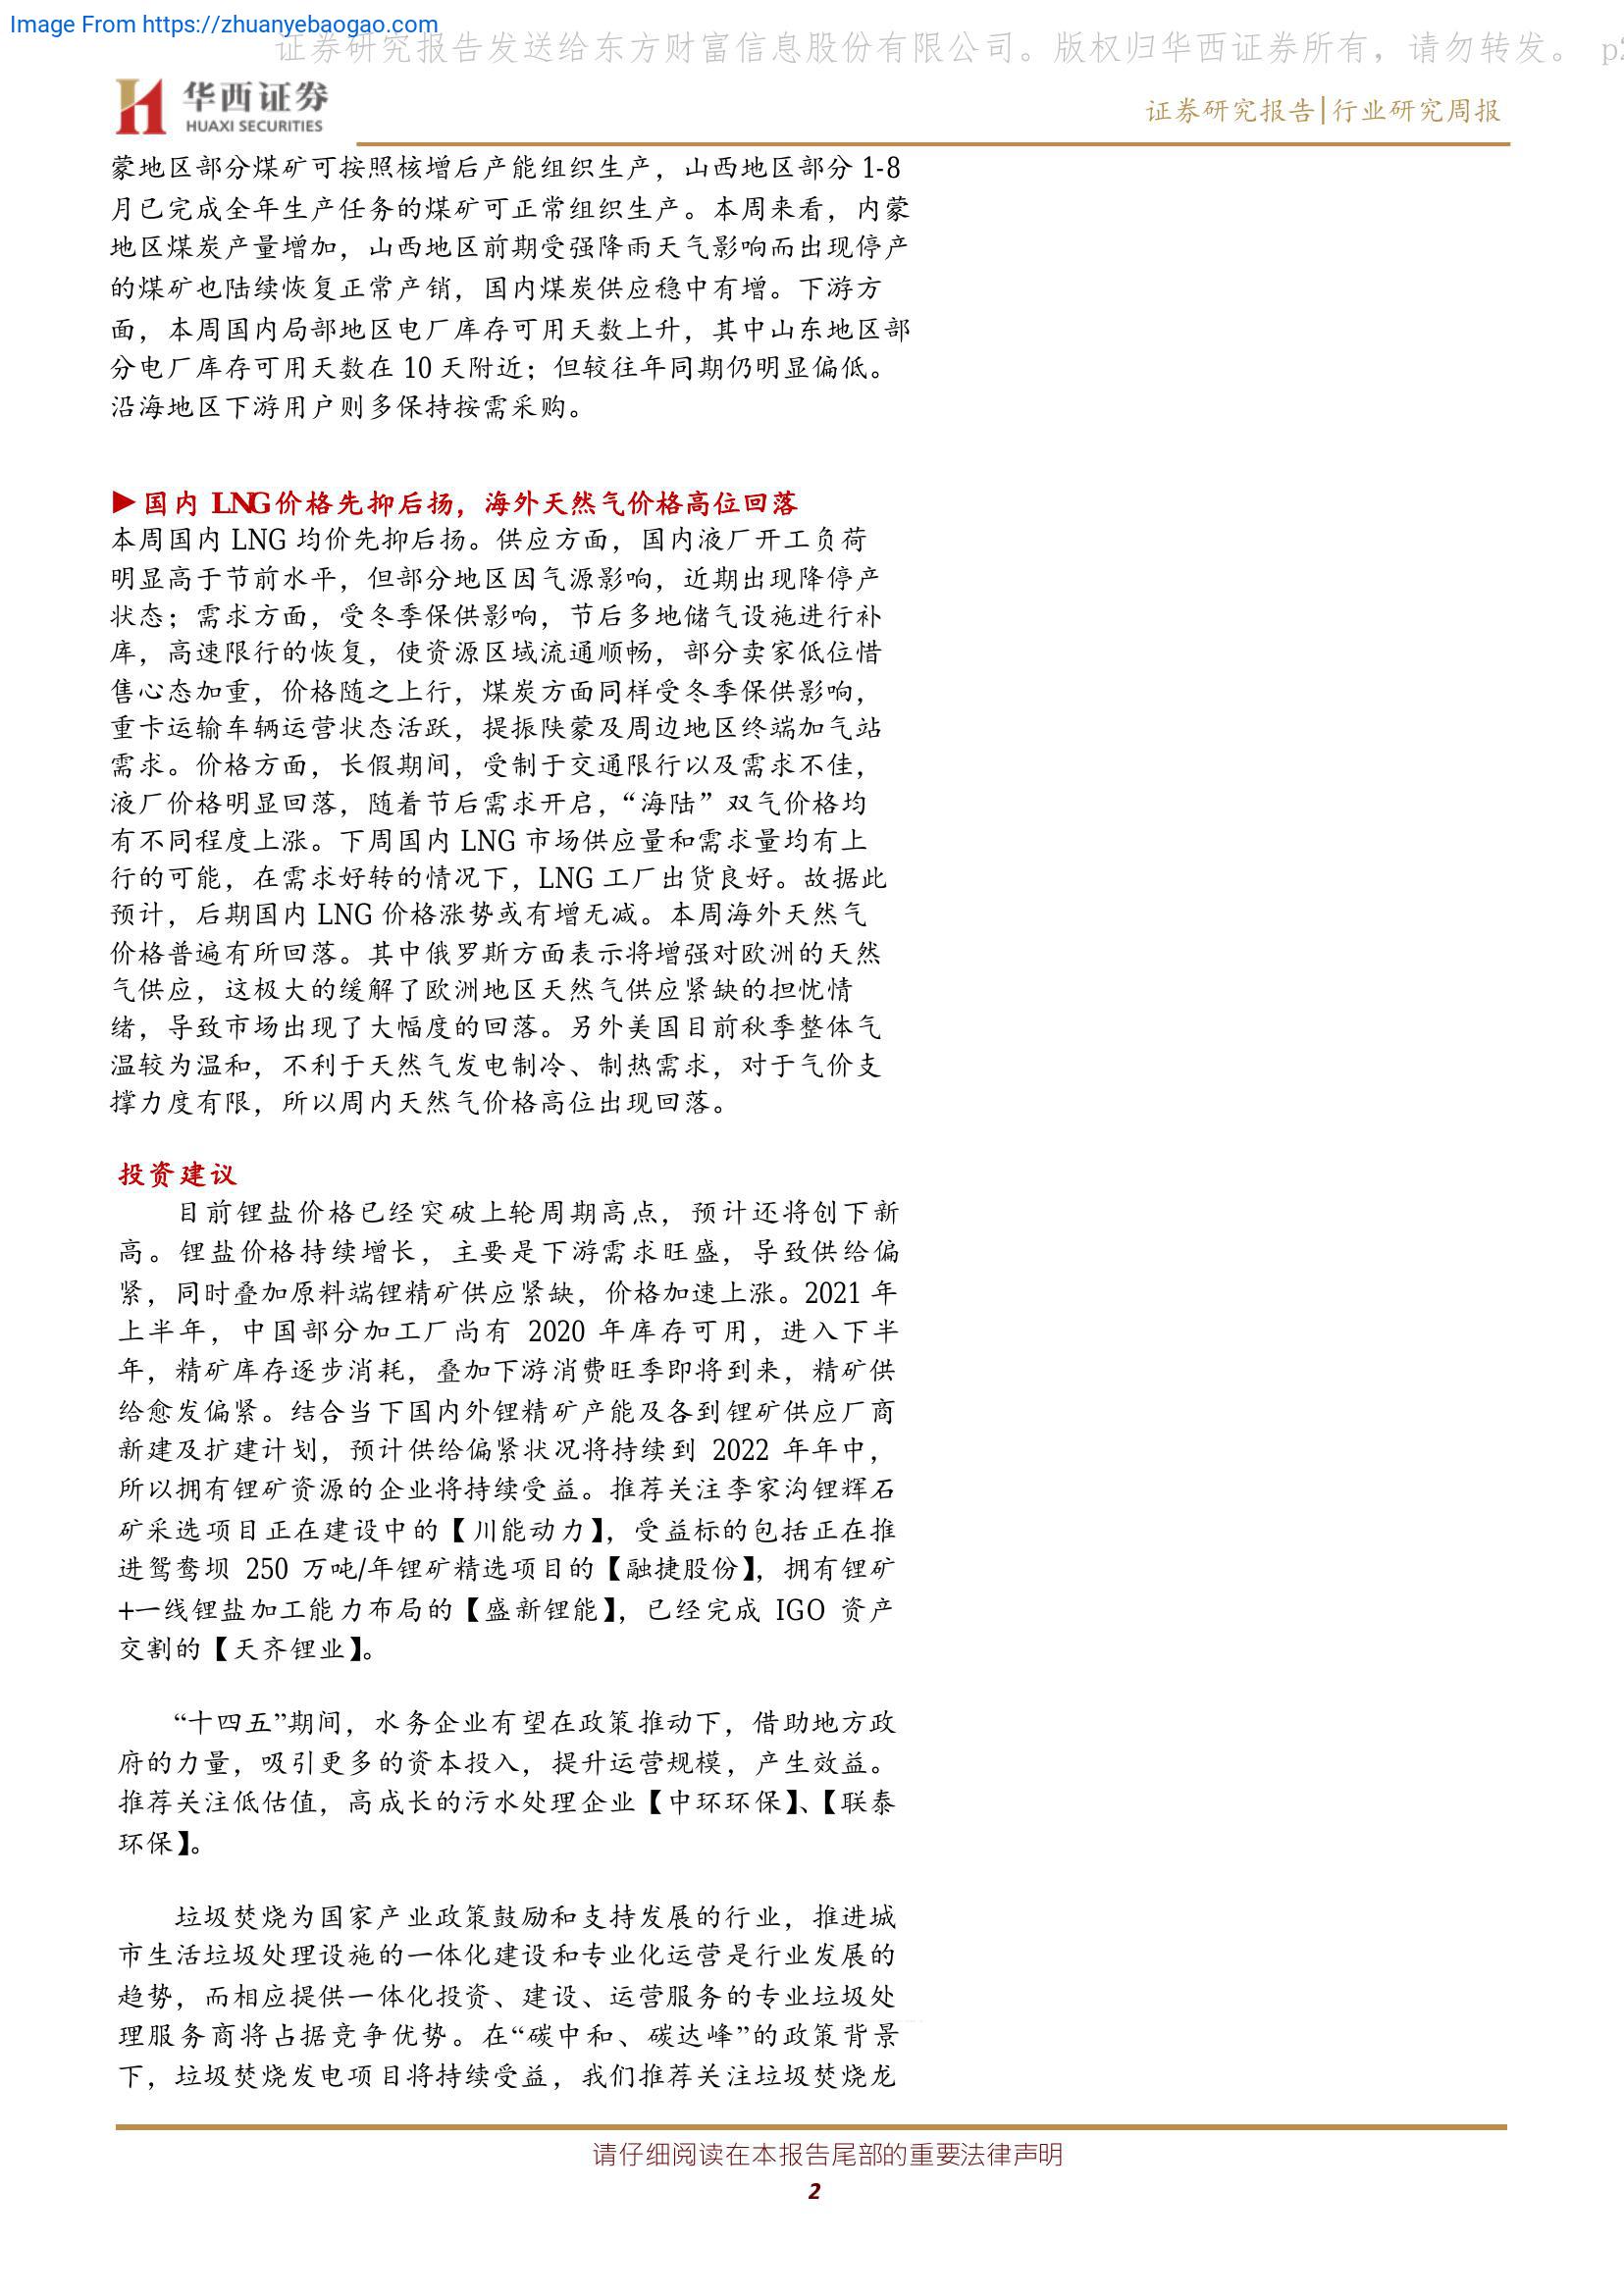 Image From https://zhuanyebaogao.com
证券研究报告发送给东方财富信息股份有限公司。版权归华西证券所有，请勿转发。 p2
华西证券
HUAXI SECURITIES
证券研究报告|行业研究周报
蒙地区部分煤矿可按照核增后产能组织生产，山西地区部分 1-8
月已完成全年生产任务的煤矿可正常组织生产。本周来看，内蒙
地区煤炭产量增加，山西地区前期受强降雨天气影响而出现停产
的煤矿也陆续恢复正常产销，国内煤炭供应稳中有增。下游方
面，本周国内局部地区电厂库存可用天数上升，其中山东地区部
分电厂库存可用天数在 10 天附近；但较往年同期仍明显偏低。
沿海地区下游用户则多保持按需采购。
▶国内 LNG 价格先抑后扬，海外天然气价格高位回落
本周国内 LNG 均价先抑后扬。供应方面，国内液厂开工负荷
明显高于节前水平，但部分地区因气源影响，近期出现降停产
状态；需求方面，受冬季保供影响，节后多地储气设施进行补
库，高速限行的恢复，使资源区域流通顺畅，部分卖家低位惜
售心态加重，价格随之上行，煤炭方面同样受冬季保供影响，
重卡运输车辆运营状态活跃，提振陕蒙及周边地区终端加气站
需求。价格方面，长假期间，受制于交通限行以及需求不佳，
液厂价格明显回落，随着节后需求开启，“海陆”双气价格均
有不同程度上涨。下周国内 LNG 市场供应量和需求量均有上
行的可能，在需求好转的情况下，LNG 工厂出货良好。故据此
预计，后期国内 LNG 价格涨势或有增无减。本周海外天然气
价格普遍有所回落。其中俄罗斯方面表示将增强对欧洲的天然
气供应，这极大的缓解了欧洲地区天然气供应紧缺的担忧情
绪，导致市场出现了大幅度的回落。另外美国目前秋季整体气
温较为温和，不利于天然气发电制冷、制热需求，对于气价支
撑力度有限，所以周内天然气价格高位出现回落。
投资建议
目前锂盐价格已经突破上轮周期高点，预计还将创下新
高。锂盐价格持续增长，主要是下游需求旺盛，导致供给偏
紧，同时叠加原料端锂精矿供应紧缺，价格加速上涨。2021 年
上半年，中国部分加工厂尚有 2020 年库存可用，进入下半
年，精矿库存逐步消耗，叠加下游消费旺季即将到来，精矿供
给愈发偏紧。结合当下国内外锂精矿产能及各到锂矿供应厂商
新建及扩建计划，预计供给偏紧状况将持续到 2022 年年中，
所以拥有锂矿资源的企业将持续受益。推荐关注李家沟锂辉石
矿采选项目正在建设中的【川能动力】，受益标的包括正在推
进鸳鸯坝 250 万吨/年锂矿精选项目的【融捷股份】，拥有锂矿
+一线锂盐加工能力布局的【盛新锂能】，已经完成 IGO 资产
交割的【天齐锂业】。
“十四五”期间，水务企业有望在政策推动下，借助地方政
府的力量，吸引更多的资本投入，提升运营规模，产生效益。
推荐关注低估值，高成长的污水处理企业【中环环保】、【联泰
环保】。
垃圾焚烧为国家产业政策鼓励和支持发展的行业，推进城
市生活垃圾处理设施的一体化建设和专业化运营是行业发展的
趋势，而相应提供一体化投资、建设、运营服务的专业垃圾处
理服务商将占据竞争优势。在“碳中和、碳达峰”的政策背景
下，垃圾焚烧发电项目将持续受益，我们推荐关注垃圾焚烧龙
请仔细阅读在本报告尾部的重要法律声明
2